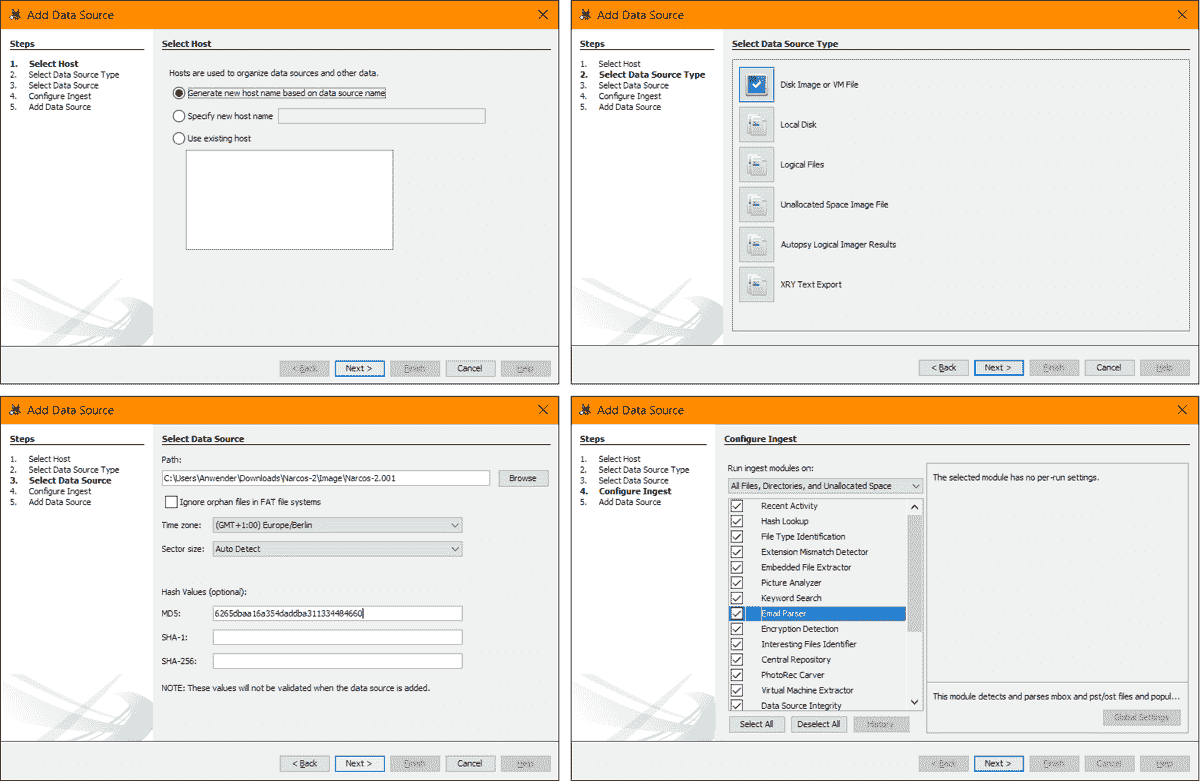 Add Data Source
Steps
1. Select Host
2. Select Data Source Type
3. Select Data Source
4. Configure Ingest
5. Add Data Source
Select Host
Hosts are used to organize data sources and other data.
Generate new host name based on data source name
Specify new host name
Use existing host
< Back
Next >
Finish
Cancel
Help
Add Data Source
Steps
1. Select Host
2. Select Data Source Type
3. Select Data Source
4. Configure Ingest
5. Add Data Source
Select Data Source Type
Disk Image or VM File
Local Disk
Logical Files
Unallocated Space Image File
Autopsy Logical Imager Results
XRY Text Export
< Back
Next >
Finish
Cancel
Help
Add Data Source
Steps
1. Select Host
2. Select Data Source Type
3. Select Data Source
4. Configure Ingest
5. Add Data Source
Select Data Source
Path:
C:\Users\Anwender\Downloads\Narcos-2\Image\Narcos-2.001
Browse
Ignore orphan files in FAT file systems
Time zone: (GMT+1:00) Europe/Berlin
Sector size: Auto Detect
Hash Values (optional):
MD5: 6265dbaa16a354daddba311334484660
SHA-1:
SHA-256:
NOTE: These values will not be validated when the data source is added.
< Back
Next >
Finish
Cancel
Help
Add Data Source
Steps
1. Select Host
2. Select Data Source Type
3. Select Data Source
4. Configure Ingest
5. Add Data Source
Configure Ingest
Run ingest modules on:
All Files, Directories, and Unallocated Space
Recent Activity
Hash Lookup
File Type Identification
Extension Mismatch Detector
Embedded File Extractor
Picture Analyzer
Keyword Search
Email Parser
Encryption Detection
Interesting Files Identifier
Central Repository
PhotoRec Carver
Virtual Machine Extractor
Data Source Integrity
Select All
Deselect All
History
The selected module has no per-run settings.
This module detects and parses mbox and pst/ost files and popul...
Global Settings
< Back
Next >
Finish
Cancel
Help